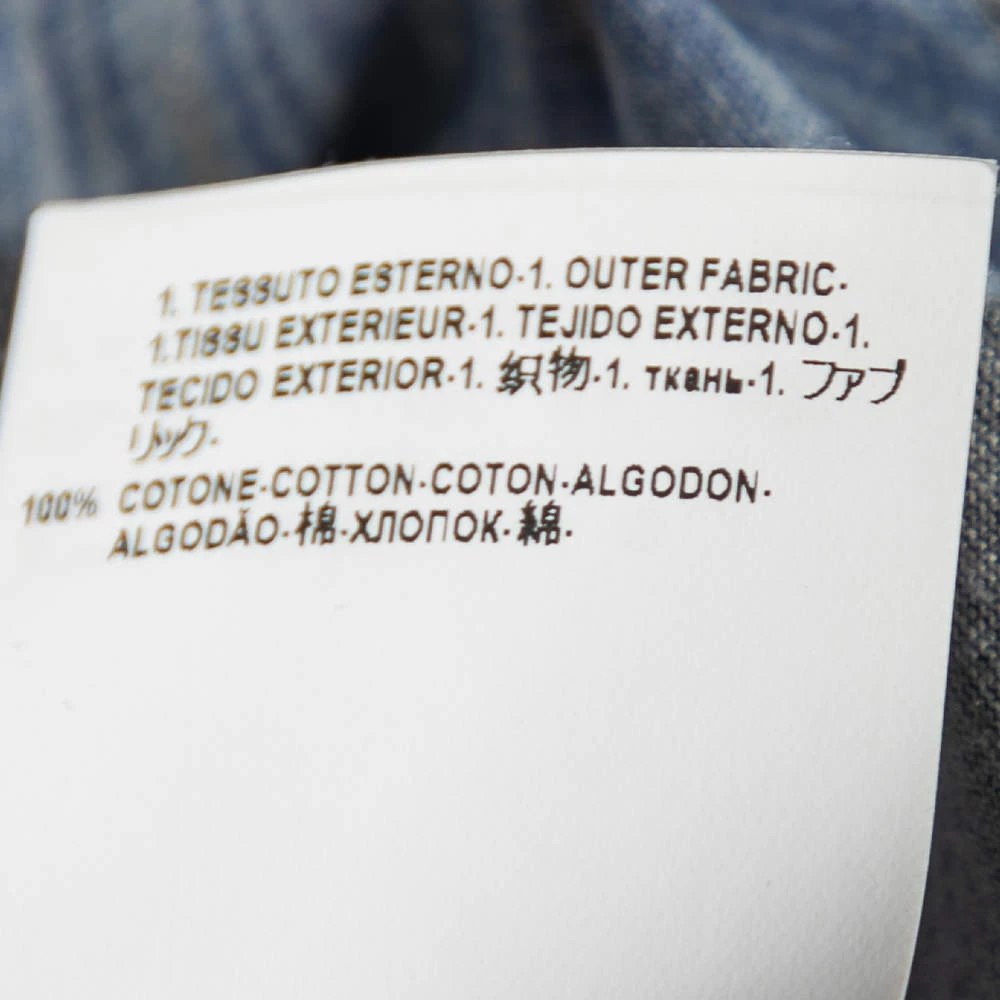 1. TESSUTO ESTERNO·1. OUTER FABRIC·
1.TISSU EXTERIEUR·1. TEJIDO EXTERNO·1.
TECIDO EXTERIOR·1. 织物·1. ткань·1. ファブ
リック·
100% COTONE·COTTON·COTON·ALGODON·
ALGODÃO·棉·ХЛОПОК·綿·